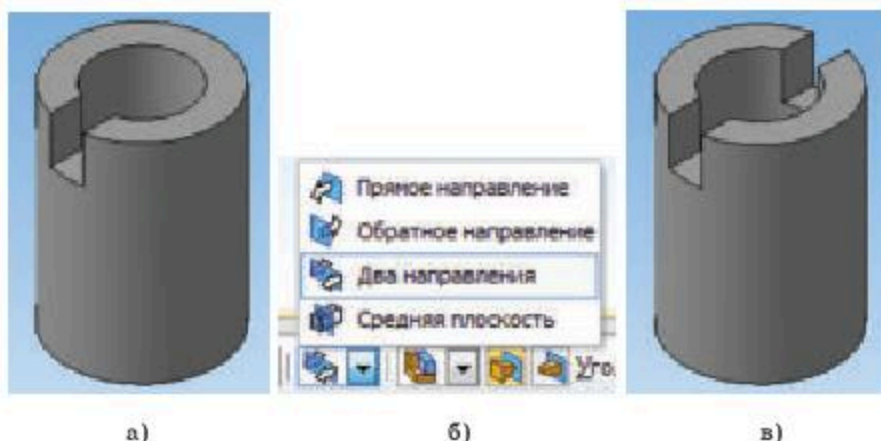 Прямое направление
Обратное направление
Два направления
Средняя плоскость
а)
б)
в)